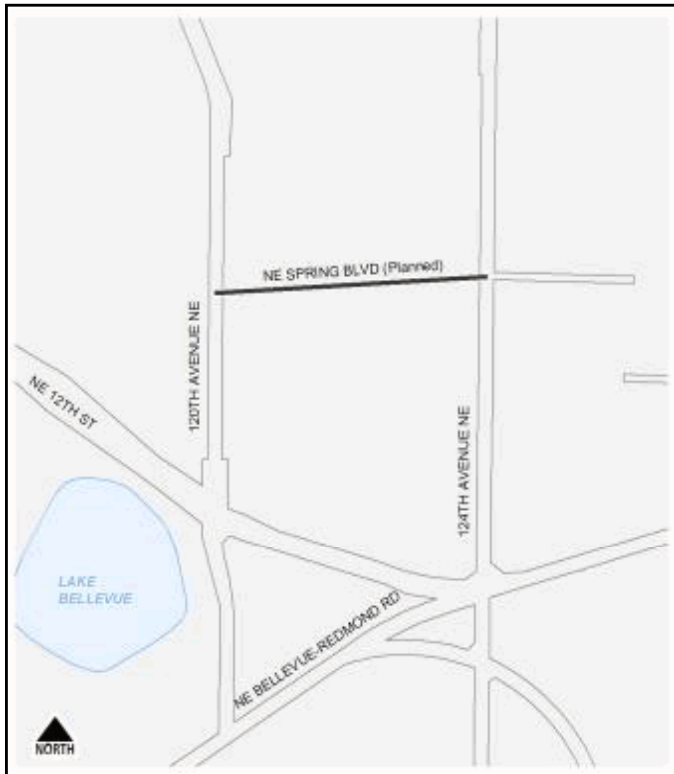 NE SPRING BLVD (Planned)
120TH AVENUE NE
NE 12TH ST
124TH AVENUE NE
LAKE
BELLEVUE
NE BELLEVUE-REDMOND RD
NORTH